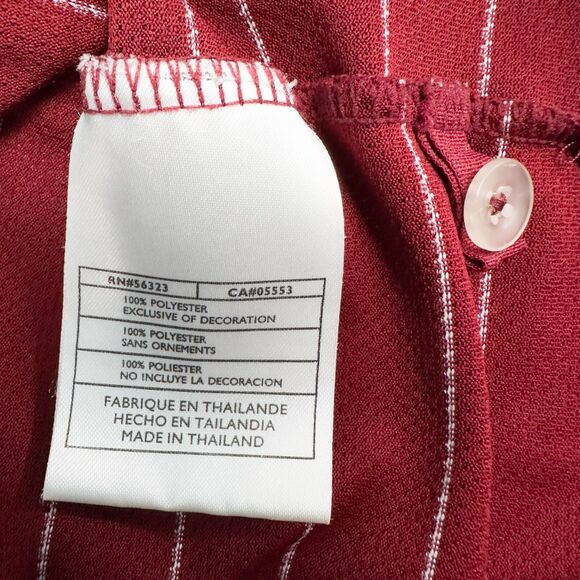 RN#56323 CA#05553
100% POLYESTER
EXCLUSIVE OF DECORATION
100% POLYESTER
SANS ORNEMENTS
100% POLIESTER
NO INCLUYE LA DECORACION
FABRIQUE EN THAILANDE
HECHO EN TAILANDIA
MADE IN THAILAND